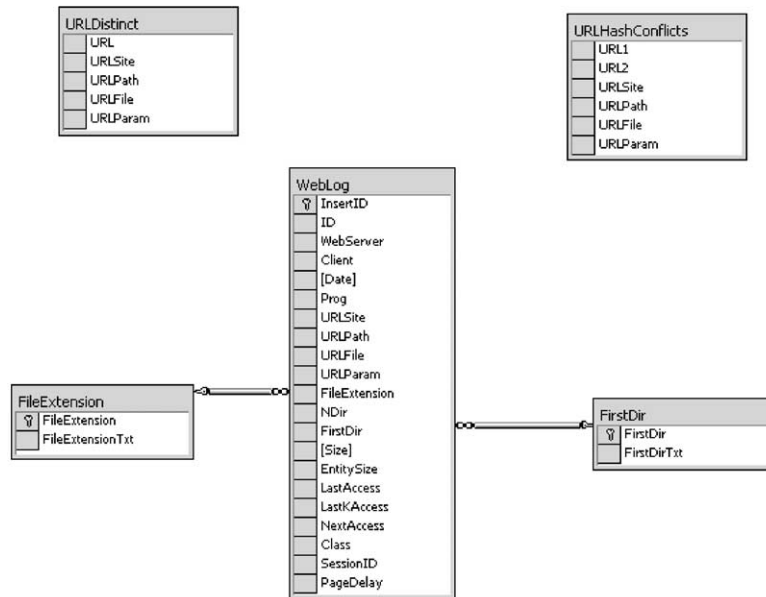 URLDistinct
URL
URLSite
URLPath
URLFile
URLParam
URLHashConflicts
URL1
URL2
URLSite
URLPath
URLFile
URLParam
WebLog
InsertID
ID
WebServer
Client
[Date]
Prog
URLSite
URLPath
URLFile
URLParam
FileExtension
NDir
FirstDir
[Size]
EntitySize
LastAccess
LastKAccess
NextAccess
Class
SessionID
PageDelay
FileExtension
FileExtension
FileExtensionTxt
FirstDir
FirstDir
FirstDirTxt